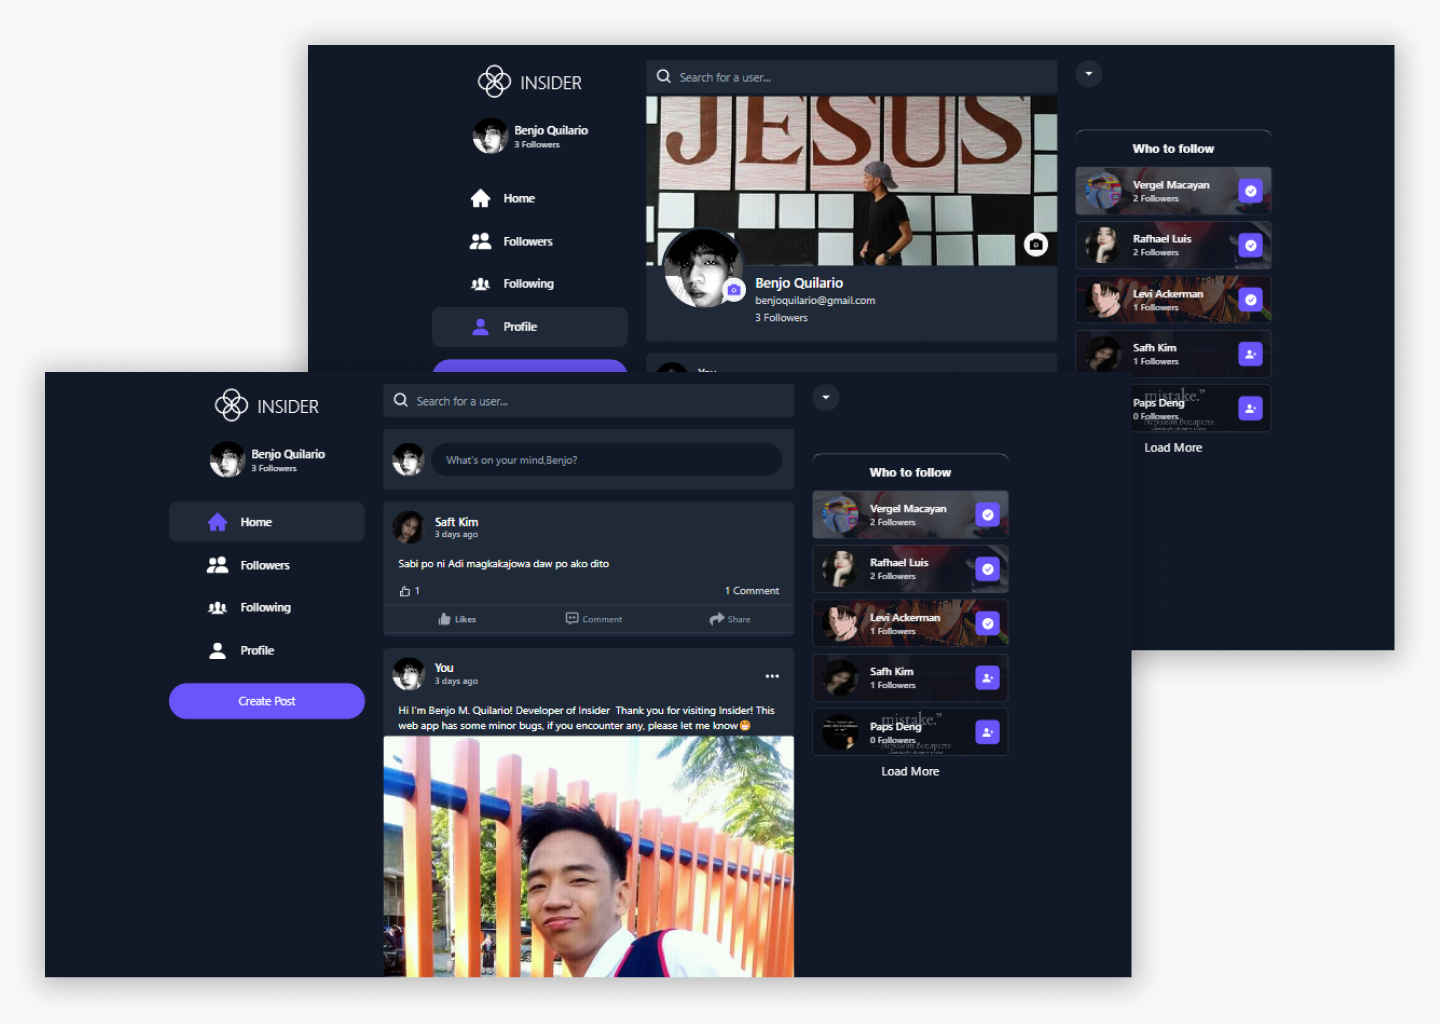 INSIDER
Search for a user...
Benjo Quilario
3 Followers
Home
Followers
Following
Profile
JESUS
Benjo Quilario
benjoquilario@gmail.com
3 Followers
You
Who to follow
Vergel Macayan
2 Followers
Rafhael Luis
2 Followers
Levi Ackerman
1 Followers
Safh Kim
1 Followers
mistake."
Paps Deng
0 Followers
Napoleon Bonaparte
Load More
INSIDER
Search for a user...
Benjo Quilario
3 Followers
Home
Followers
Following
Profile
Create Post
What's on your mind,Benjo?
Saft Kim
3 days ago
Sabi po ni Adi magkakajowa daw po ako dito
1
1 Comment
Likes
Comment
Share
You
3 days ago
Hi I'm Benjo M. Quilario! Developer of Insider Thank you for visiting Insider! This
web app has some minor bugs, if you encounter any, please let me know😁
Who to follow
Vergel Macayan
2 Followers
Rafhael Luis
2 Followers
Levi Ackerman
1 Followers
Safh Kim
1 Followers
mistake."
Paps Deng
0 Followers
Napoleon Bonaparte
Load More